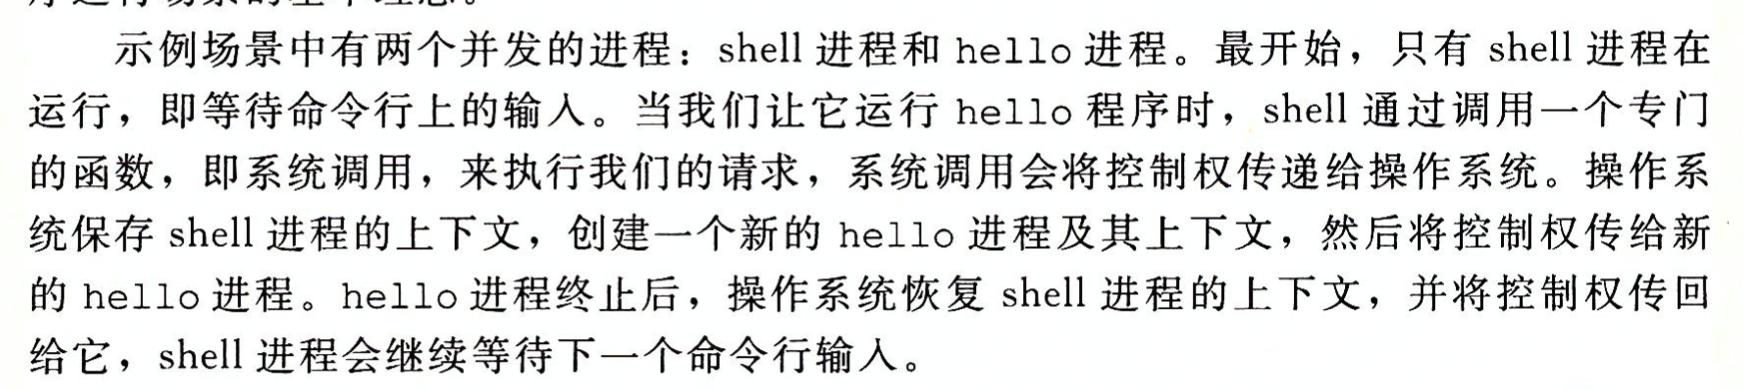 示例场景中有两个并发的进程：shell 进程和 hello 进程。最开始，只有 shell 进程在
运行，即等待命令行上的输入。当我们让它运行 hello 程序时，shell 通过调用一个专门
的函数，即系统调用，来执行我们的请求，系统调用会将控制权传递给操作系统。操作系
统保存 shell 进程的上下文，创建一个新的 hello 进程及其上下文，然后将控制权传给新
的 hello 进程。hello 进程终止后，操作系统恢复 shell 进程的上下文，并将控制权传回
给它，shell 进程会继续等待下一个命令行输入。